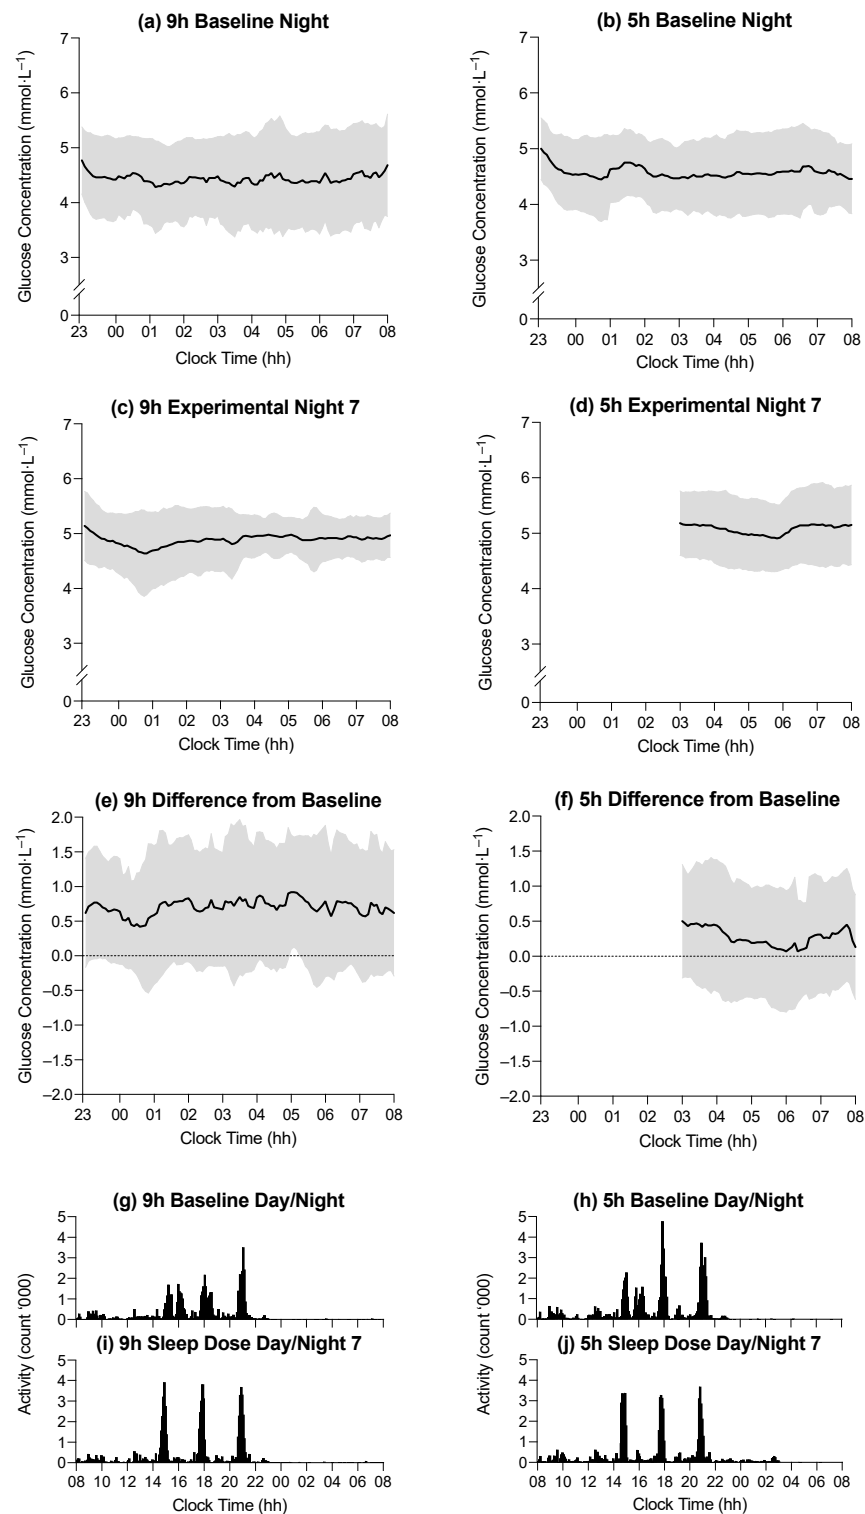 (a) 9h Baseline Night
Glucose Concentration (mmol·L⁻¹)
7
6
5
4
3
0
23 00 01 02 03 04 05 06 07 08
Clock Time (hh)
(b) 5h Baseline Night
Glucose Concentration (mmol·L⁻¹)
7
6
5
4
3
0
23 00 01 02 03 04 05 06 07 08
Clock Time (hh)
(c) 9h Experimental Night 7
Glucose Concentration (mmol·L⁻¹)
7
6
5
4
3
0
23 00 01 02 03 04 05 06 07 08
Clock Time (hh)
(d) 5h Experimental Night 7
Glucose Concentration (mmol·L⁻¹)
7
6
5
4
3
0
23 00 01 02 03 04 05 06 07 08
Clock Time (hh)
(e) 9h Difference from Baseline
Glucose Concentration (mmol·L⁻¹)
2.0
1.5
1.0
0.5
0.0
–0.5
–1.0
–1.5
–2.0
23 00 01 02 03 04 05 06 07 08
Clock Time (hh)
(f) 5h Difference from Baseline
Glucose Concentration (mmol·L⁻¹)
2.0
1.5
1.0
0.5
0.0
–0.5
–1.0
–1.5
–2.0
23 00 01 02 03 04 05 06 07 08
Clock Time (hh)
(g) 9h Baseline Day/Night
Activity (count ‘000)
5
4
3
2
1
0
(i) 9h Sleep Dose Day/Night 7
5
4
3
2
1
0
08 10 12 14 16 18 20 22 00 02 04 06 08
Clock Time (hh)
(h) 5h Baseline Day/Night
Activity (count ‘000)
5
4
3
2
1
0
(j) 5h Sleep Dose Day/Night 7
5
4
3
2
1
0
08 10 12 14 16 18 20 22 00 02 04 06 08
Clock Time (hh)